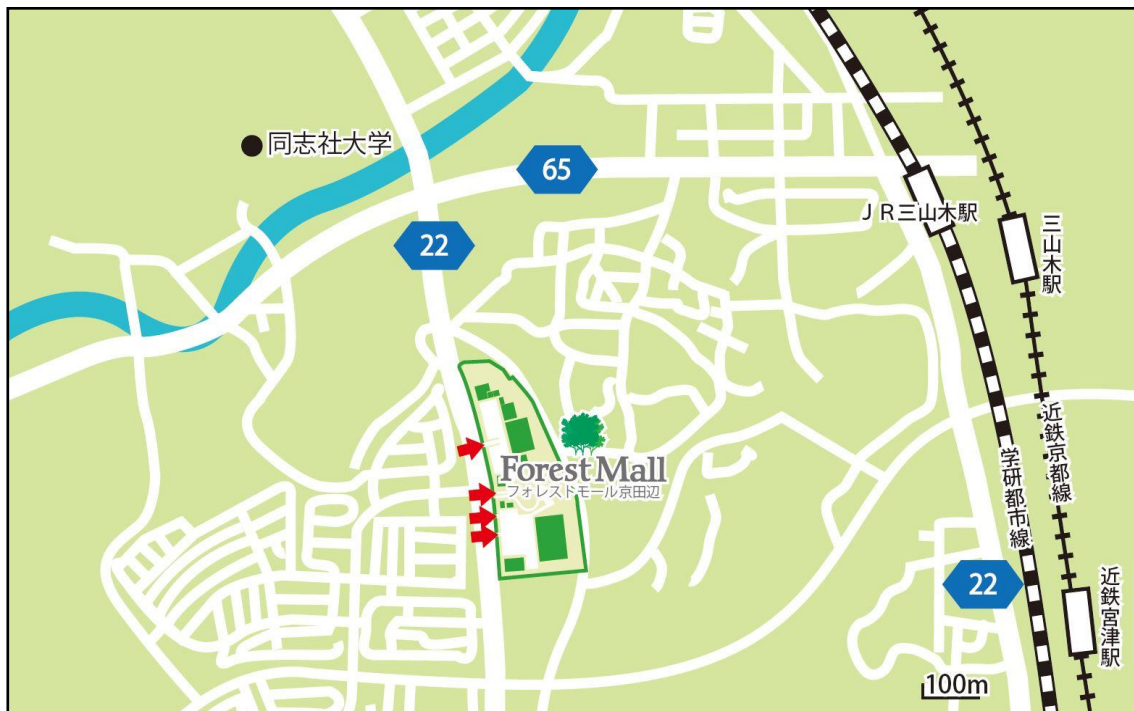 同志社大学
65
22
JR三山木駅
三山木駅
Forest Mall
フォレストモール京田辺
近鉄京都線
学研都市線
22
近鉄宮津駅
100m